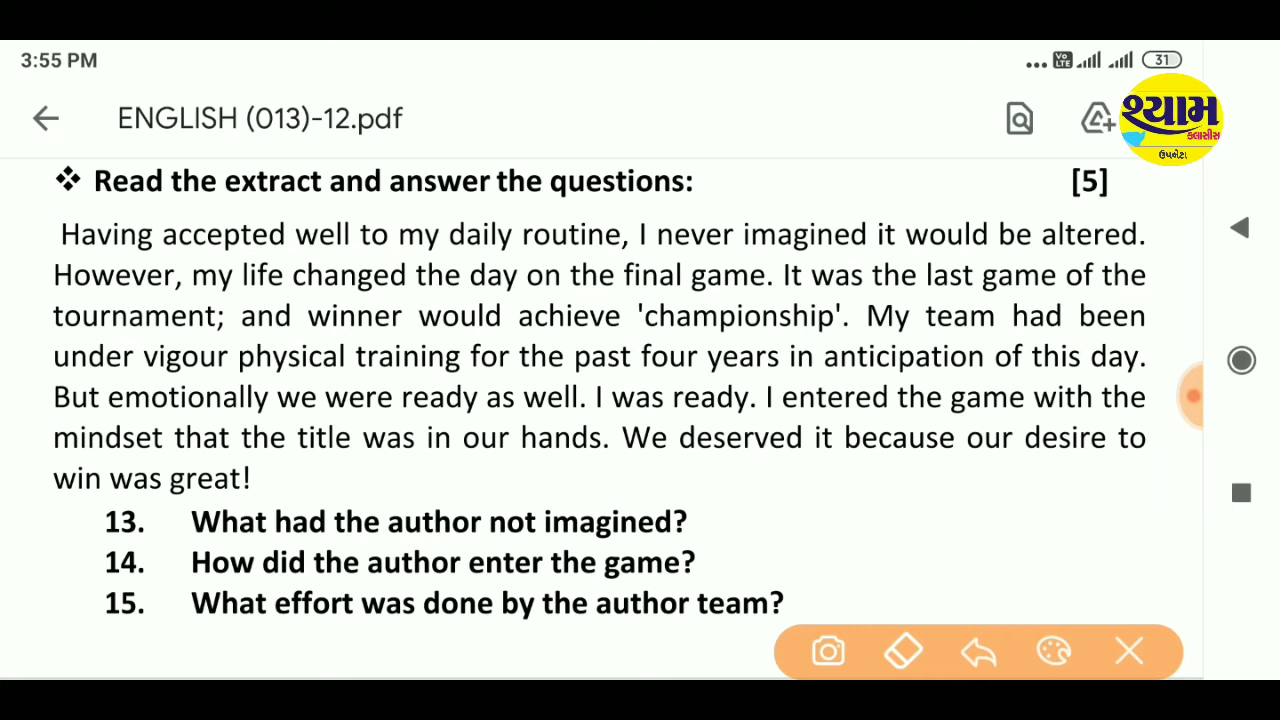 3:55 PM
VoLTE 31
ENGLISH (013)-12.pdf
શ્યામ
કલાસીસ
ઉપલેટા
❖ Read the extract and answer the questions: [5]
Having accepted well to my daily routine, I never imagined it would be altered.
However, my life changed the day on the final game. It was the last game of the
tournament; and winner would achieve 'championship'. My team had been
under vigour physical training for the past four years in anticipation of this day.
But emotionally we were ready as well. I was ready. I entered the game with the
mindset that the title was in our hands. We deserved it because our desire to
win was great!
13. What had the author not imagined?
14. How did the author enter the game?
15. What effort was done by the author team?